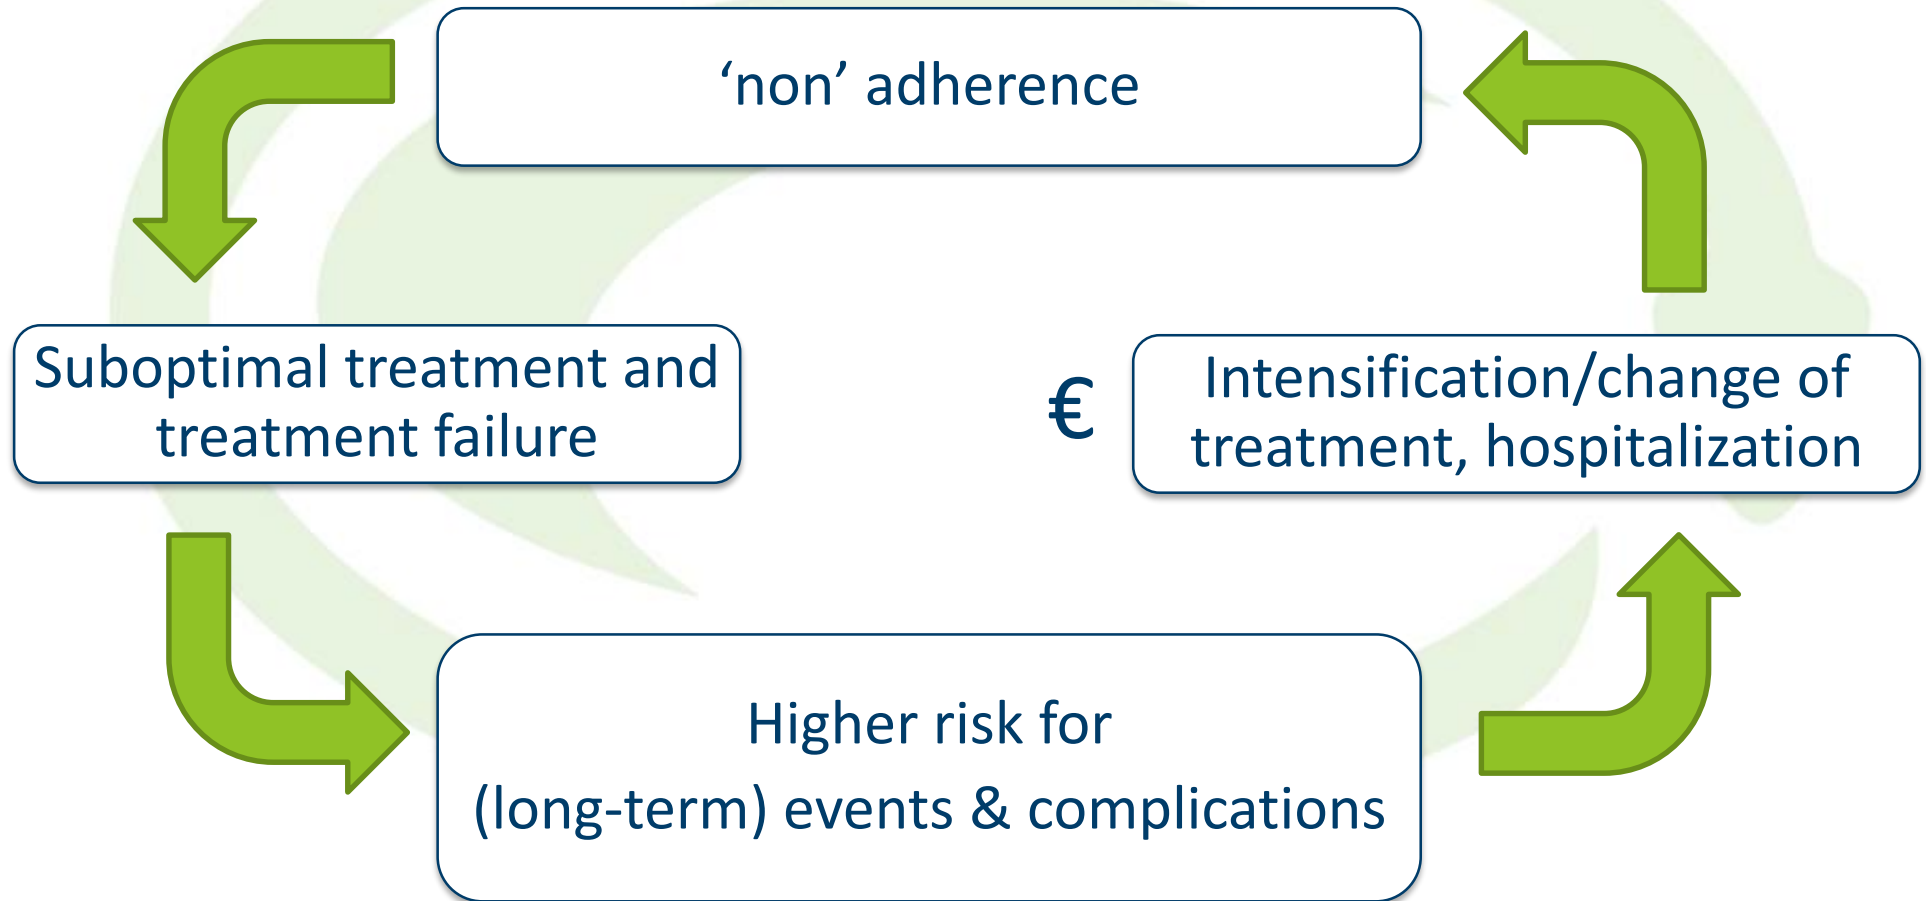 ‘non’ adherence
Suboptimal treatment and
treatment failure
€
Intensification/change of
treatment, hospitalization
Higher risk for
(long-term) events & complications